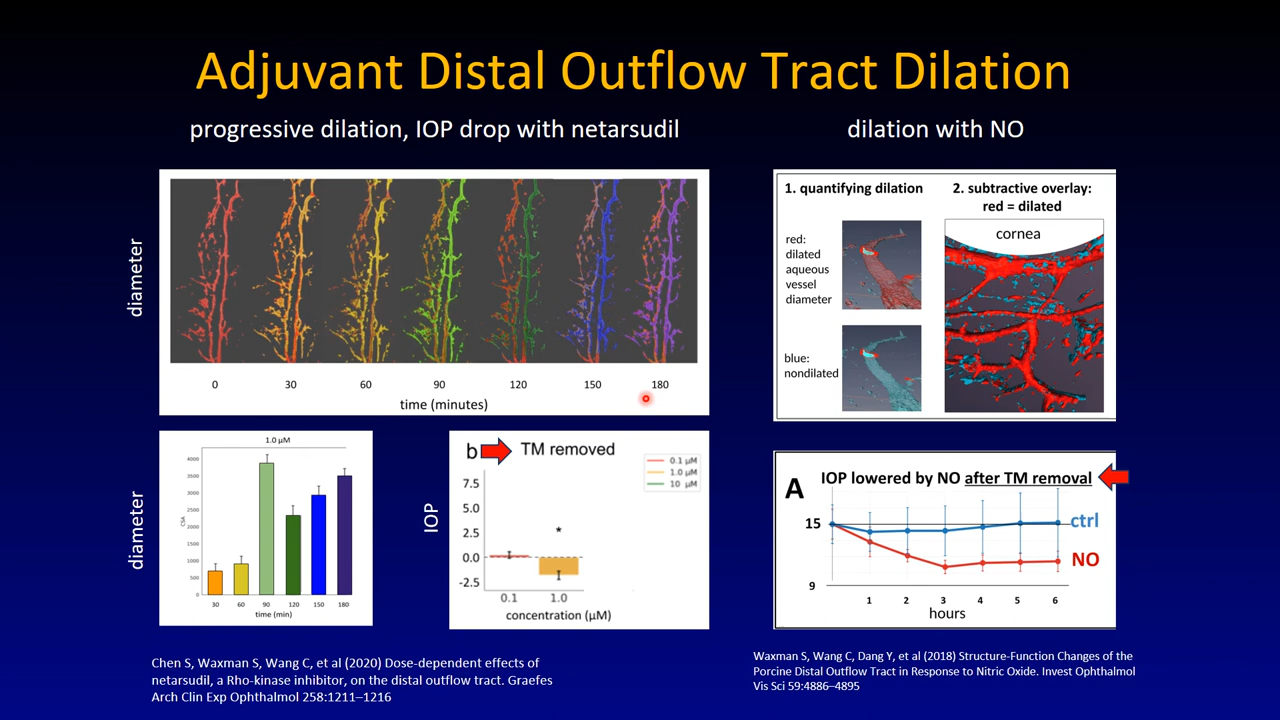 Adjuvant Distal Outflow Tract Dilation
progressive dilation, IOP drop with netarsudil
diameter
0 30 60 90 120 150 180
time (minutes)
diameter
1.0 µM
CSA
4000
3500
3000
2500
2000
1500
1000
500
0
30 60 90 120 150 180
time (min)
IOP
b
TM removed
0.1 µM
1.0 µM
10 µM
7.5
5.0
2.5
0.0
-2.5
*
0.1 1.0
concentration (µM)
Chen S, Waxman S, Wang C, et al (2020) Dose-dependent effects of
netarsudil, a Rho-kinase inhibitor, on the distal outflow tract. Graefes
Arch Clin Exp Ophthalmol 258:1211–1216
dilation with NO
1. quantifying dilation
red:
dilated
aqueous
vessel
diameter
blue:
nondilated
2. subtractive overlay:
red = dilated
cornea
A
IOP lowered by NO after TM removal
15
ctrl
NO
9
1 2 3 4 5 6
hours
Waxman S, Wang C, Dang Y, et al (2018) Structure-Function Changes of the
Porcine Distal Outflow Tract in Response to Nitric Oxide. Invest Ophthalmol
Vis Sci 59:4886–4895